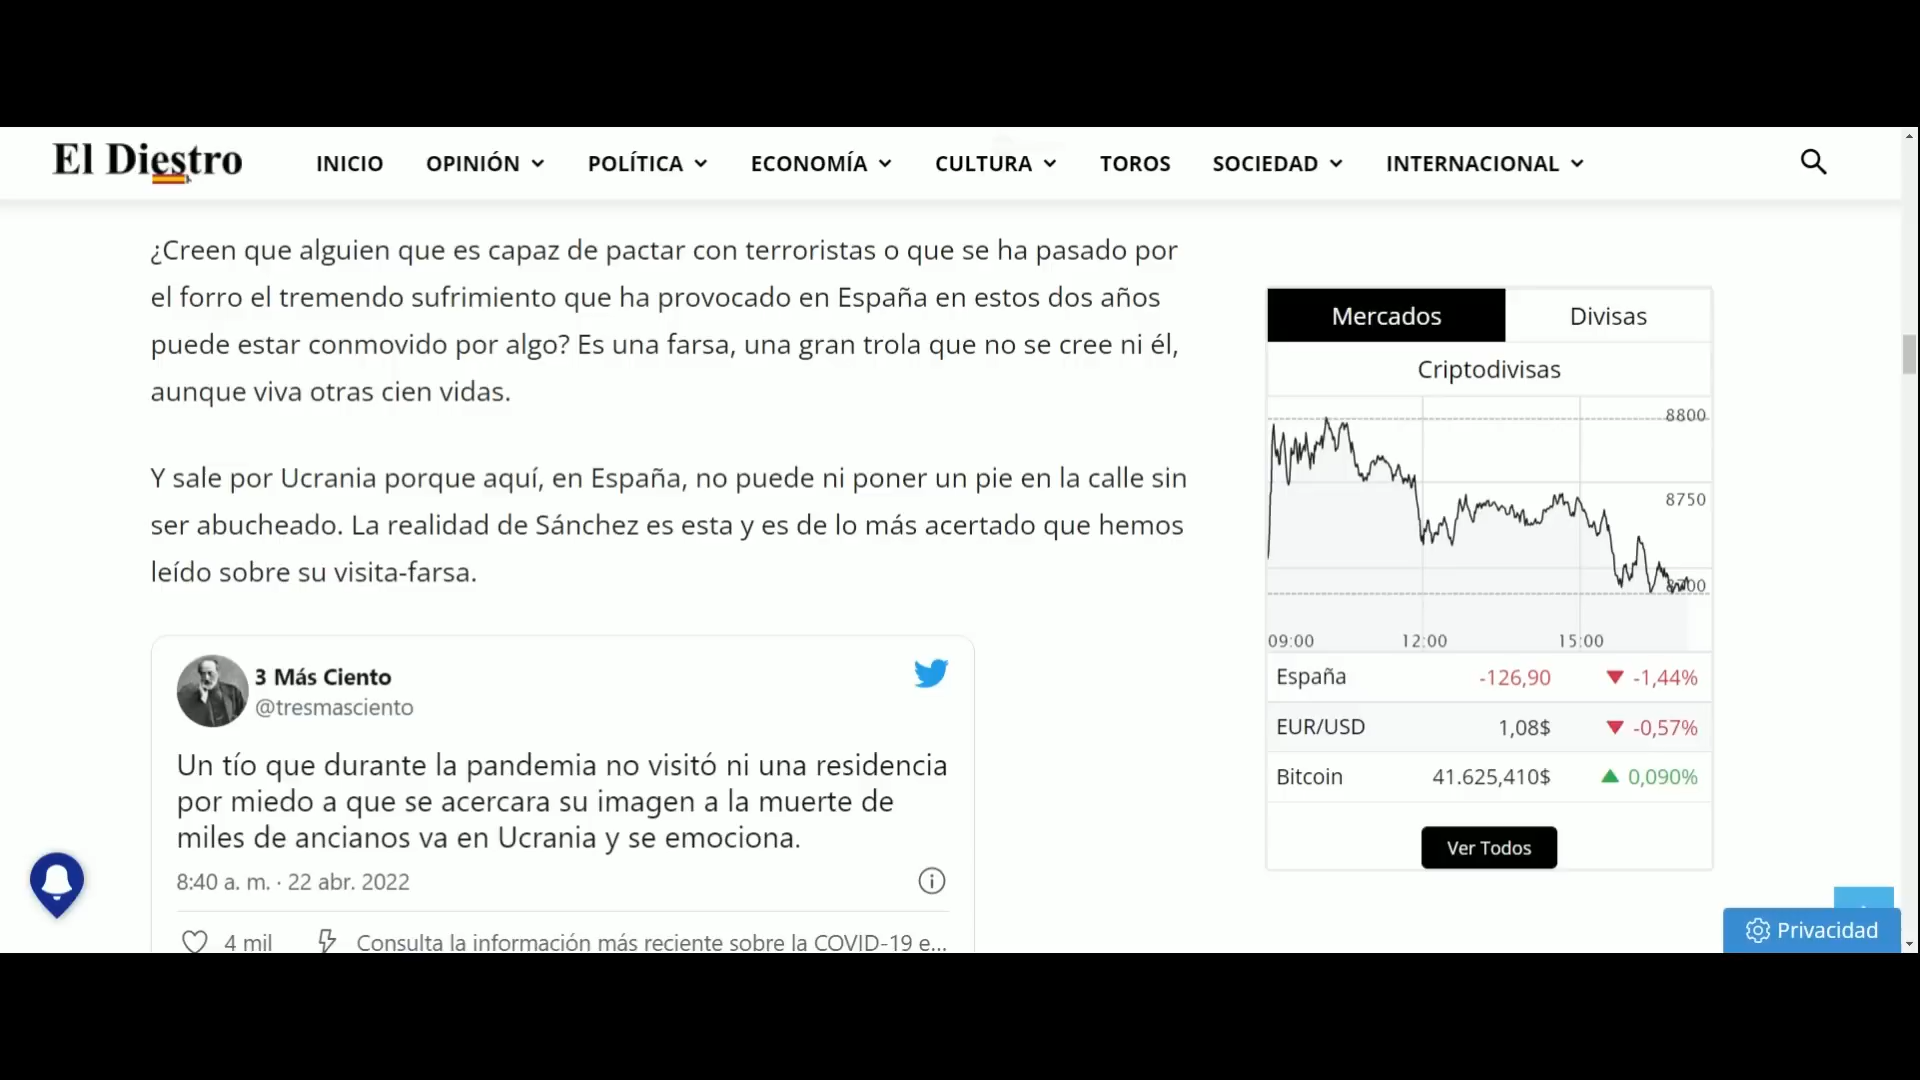 El Diestro
INICIO OPINIÓN POLÍTICA ECONOMÍA CULTURA TOROS SOCIEDAD INTERNACIONAL
¿Creen que alguien que es capaz de pactar con terroristas o que se ha pasado por
el forro el tremendo sufrimiento que ha provocado en España en estos dos años
puede estar conmovido por algo? Es una farsa, una gran trola que no se cree ni él,
aunque viva otras cien vidas.
Y sale por Ucrania porque aquí, en España, no puede ni poner un pie en la calle sin
ser abucheado. La realidad de Sánchez es esta y es de lo más acertado que hemos
leído sobre su visita-farsa.
3 Más Ciento
@tresmasciento
Un tío que durante la pandemia no visitó ni una residencia
por miedo a que se acercara su imagen a la muerte de
miles de ancianos va en Ucrania y se emociona.
8:40 a. m. · 22 abr. 2022
4 mil Consulta la información más reciente sobre la COVID-19 e...
Mercados Divisas
Criptodivisas
8800
8750
8700
09:00 12:00 15:00
España -126,90 -1,44%
EUR/USD 1,08$ -0,57%
Bitcoin 41.625,410$ 0,090%
Ver Todos
Privacidad